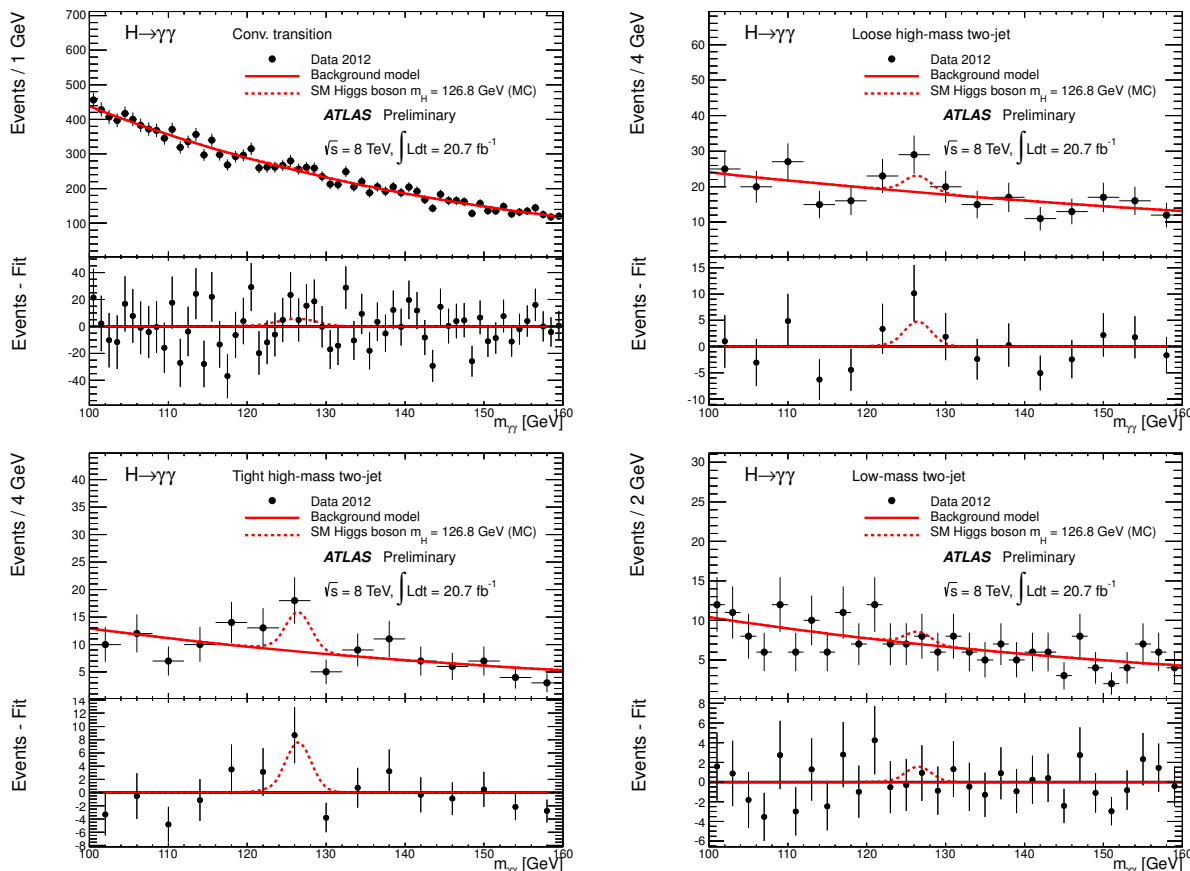 H→γγ Conv. transition
Data 2012
Background model
SM Higgs boson m_H = 126.8 GeV (MC)
ATLAS Preliminary
√s = 8 TeV, ∫Ldt = 20.7 fb⁻¹
Events / 1 GeV
700
600
500
400
300
200
100
Events - Fit
40
20
0
-20
-40
100 110 120 130 140 150 160
m_γγ [GeV]
H→γγ Loose high-mass two-jet
Data 2012
Background model
SM Higgs boson m_H = 126.8 GeV (MC)
ATLAS Preliminary
√s = 8 TeV, ∫Ldt = 20.7 fb⁻¹
Events / 4 GeV
60
50
40
30
20
10
Events - Fit
15
10
5
0
-5
-10
100 110 120 130 140 150 160
m_γγ [GeV]
H→γγ Tight high-mass two-jet
Data 2012
Background model
SM Higgs boson m_H = 126.8 GeV (MC)
ATLAS Preliminary
√s = 8 TeV, ∫Ldt = 20.7 fb⁻¹
Events / 4 GeV
40
35
30
25
20
15
10
5
Events - Fit
14
12
10
8
6
4
2
0
-2
-4
-6
-8
100 110 120 130 140 150 160
m_γγ [GeV]
H→γγ Low-mass two-jet
Data 2012
Background model
SM Higgs boson m_H = 126.8 GeV (MC)
ATLAS Preliminary
√s = 8 TeV, ∫Ldt = 20.7 fb⁻¹
Events / 2 GeV
30
25
20
15
10
5
Events - Fit
8
6
4
2
0
-2
-4
-6
100 110 120 130 140 150 160
m_γγ [GeV]